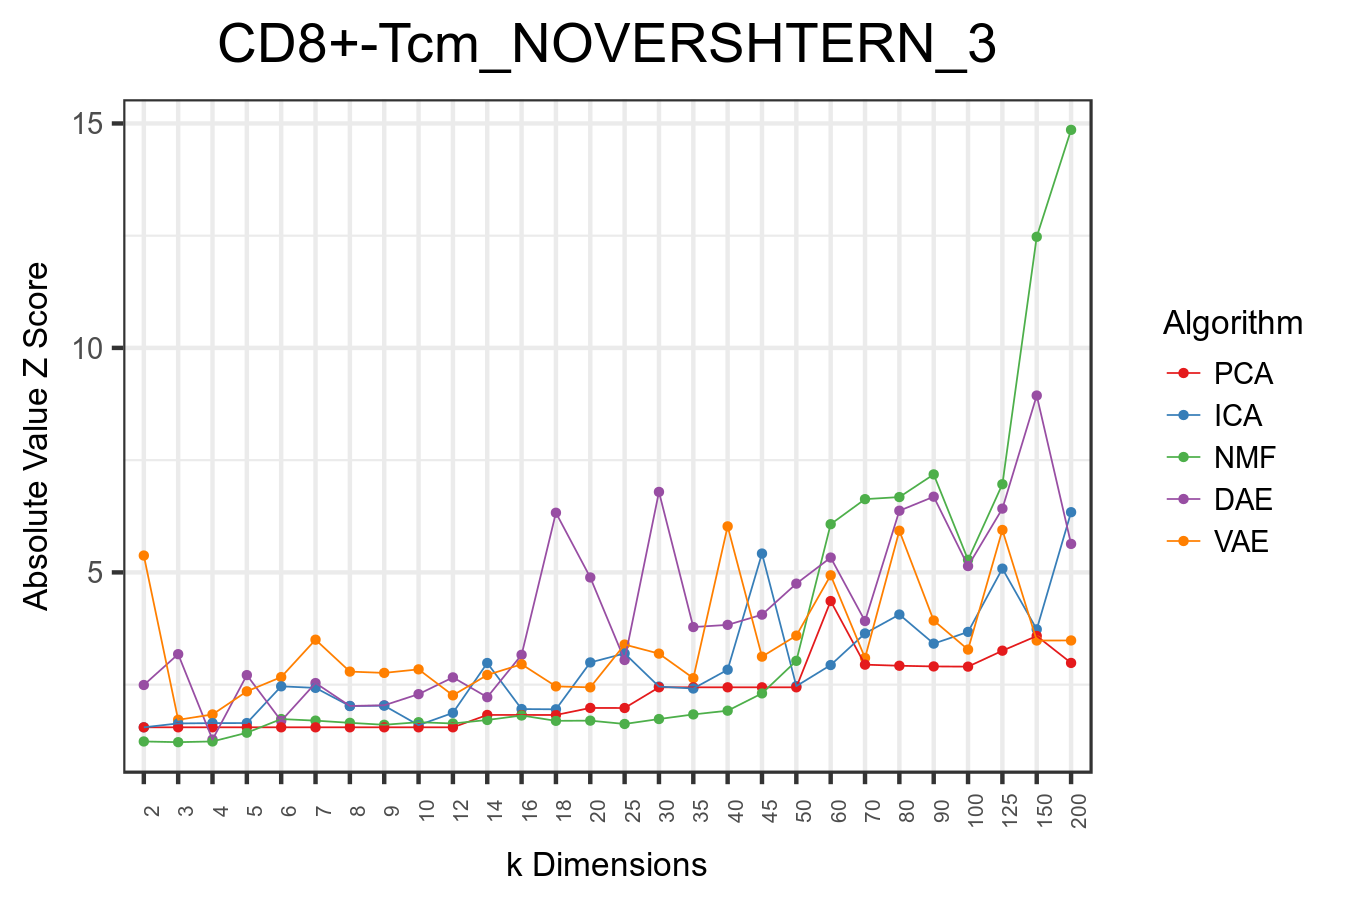 CD8+-Tcm_NOVERSHTERN_3
Absolute Value Z Score
15
10
5
2 3 4 5 6 7 8 9 10 12 14 16 18 20 25 30 35 40 45 50 60 70 80 90 100 125 150 200
k Dimensions
Algorithm
PCA
ICA
NMF
DAE
VAE